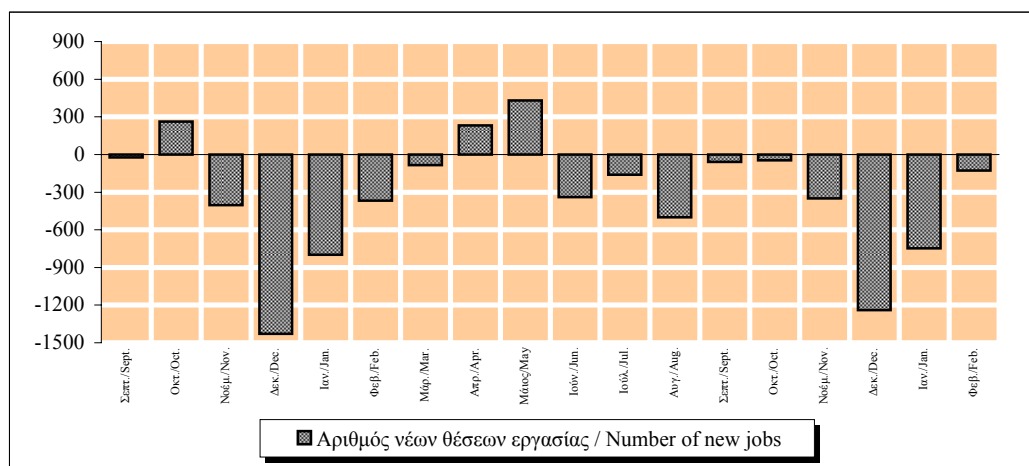 900
600
300
0
-300
-600
-900
-1200
-1500
Σεπτ./Sept.
Οκτ./Oct.
Νοέμ./Nov.
Δεκ./Dec.
Ιαν./Jan.
Φεβ./Feb.
Μάρ./Mar.
Απρ./Apr.
Μάιος/May
Ιούν./Jun.
Ιούλ./Jul.
Αυγ./Aug.
Σεπτ./Sept.
Οκτ./Oct.
Νοέμ./Nov.
Δεκ./Dec.
Ιαν./Jan.
Φεβ./Feb.
Αριθμός νέων θέσεων εργασίας / Number of new jobs